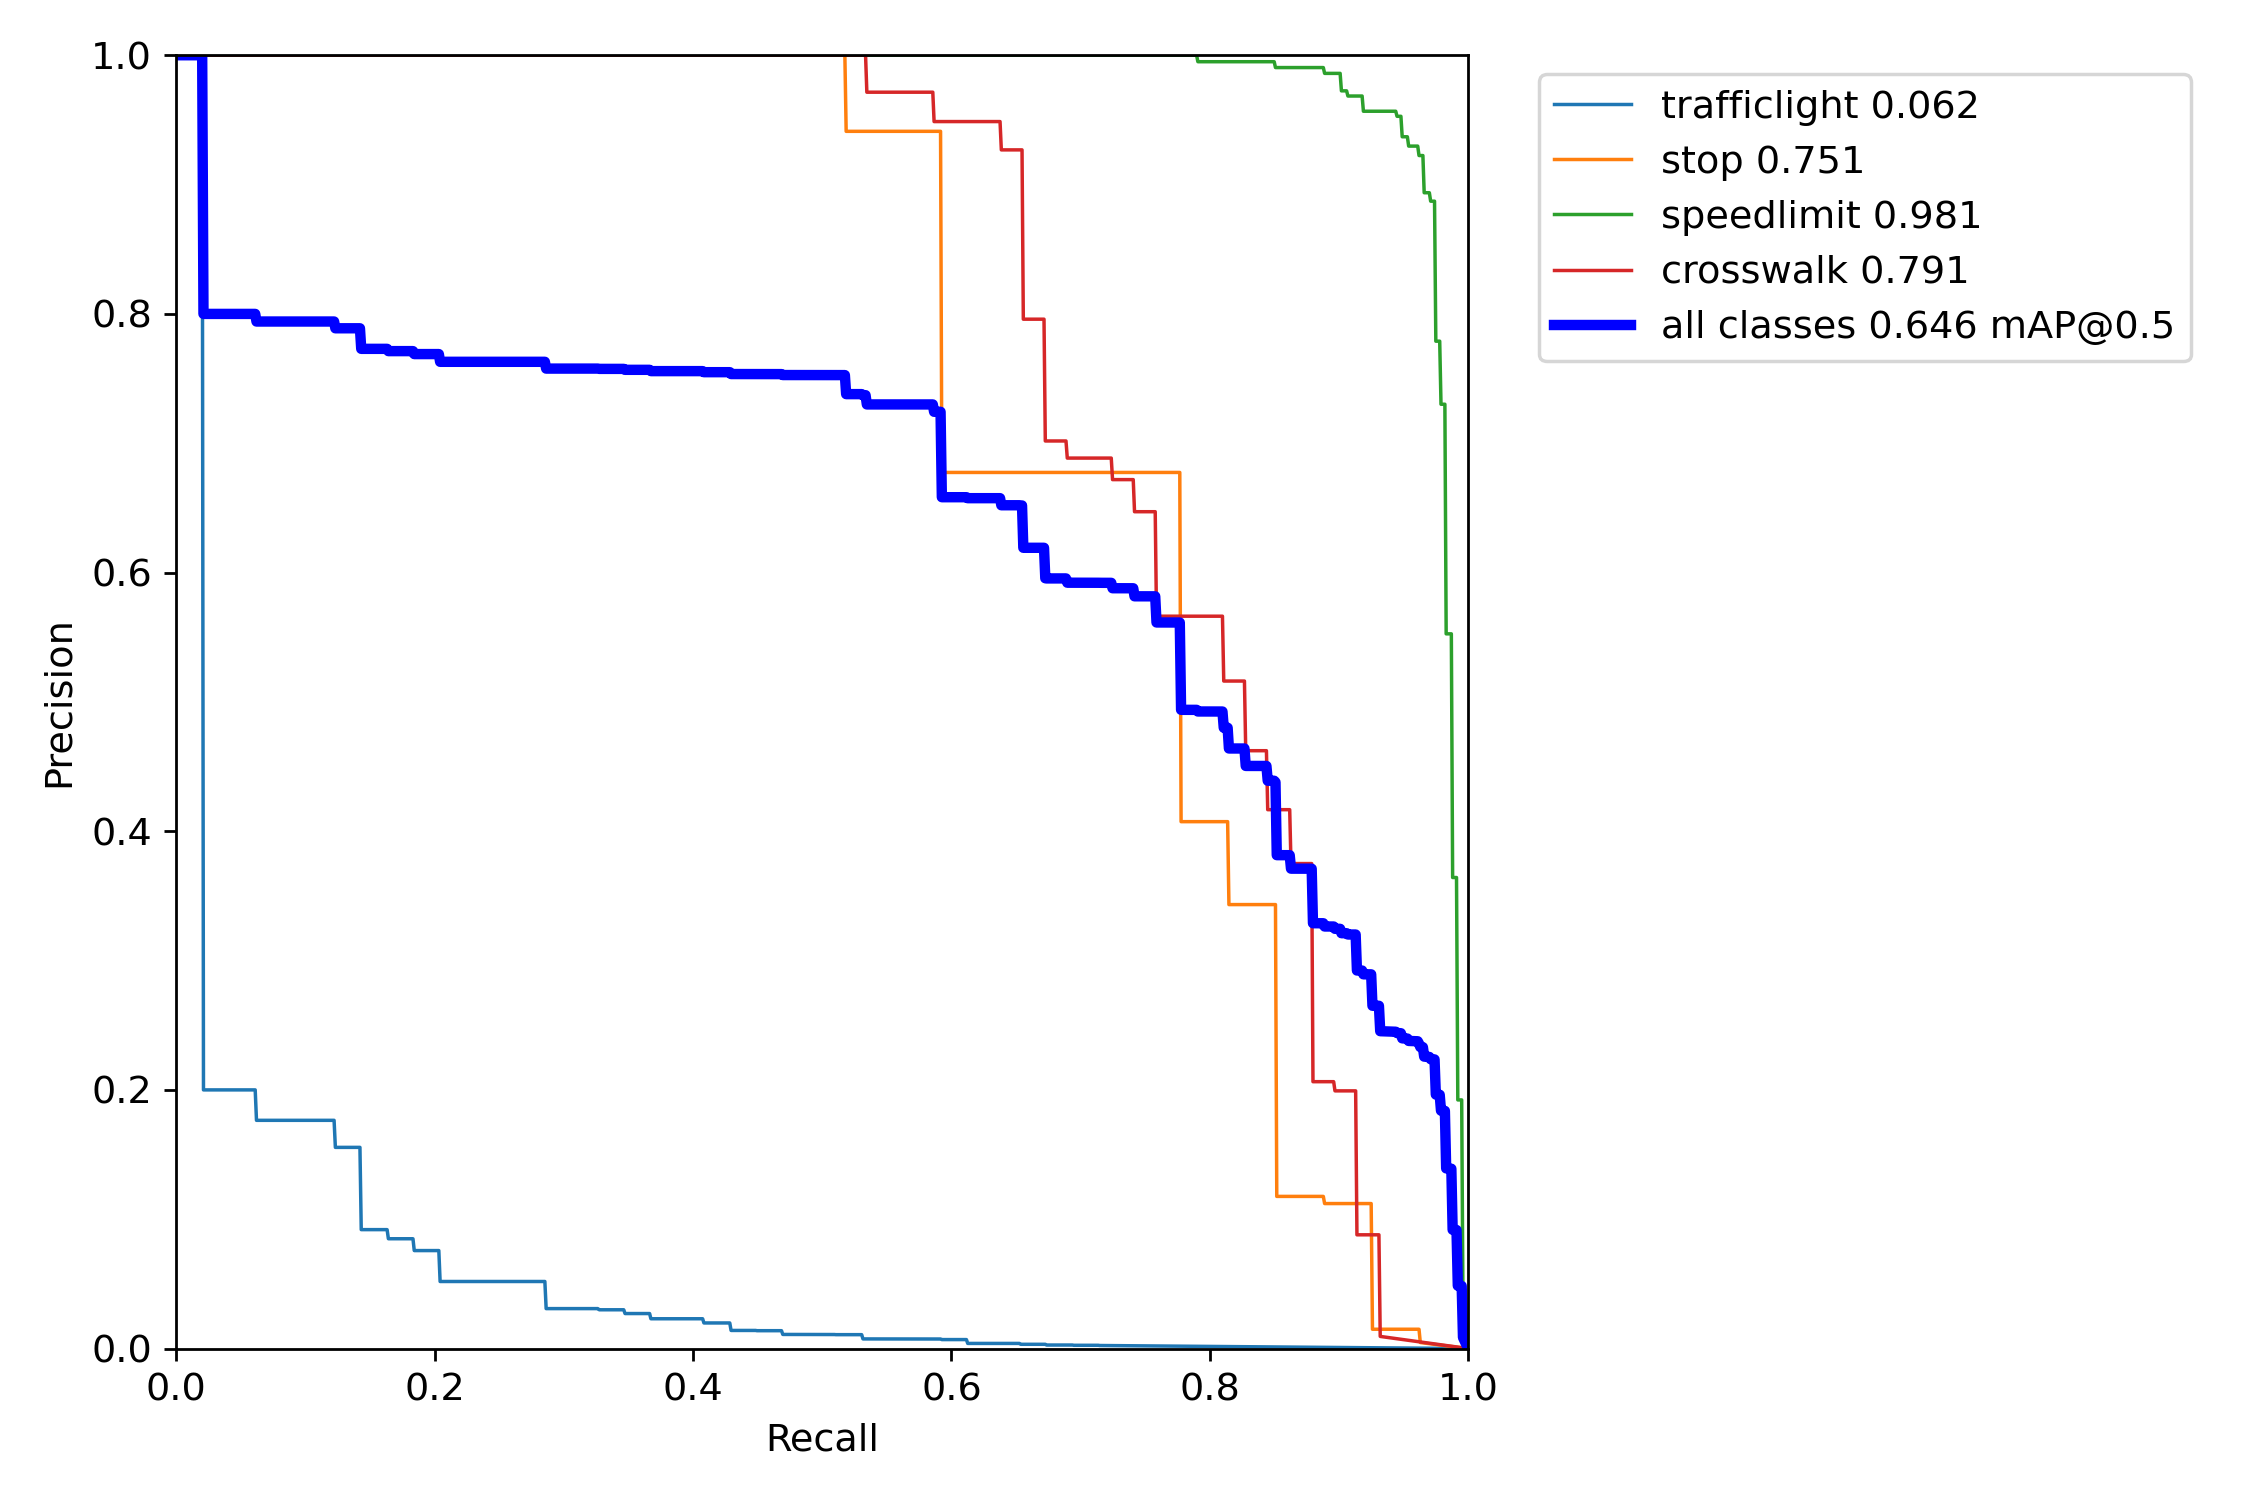 1.0
0.8
0.6
0.4
0.2
0.0
Precision
0.0 0.2 0.4 0.6 0.8 1.0
Recall
trafficlight 0.062
stop 0.751
speedlimit 0.981
crosswalk 0.791
all classes 0.646 mAP@0.5